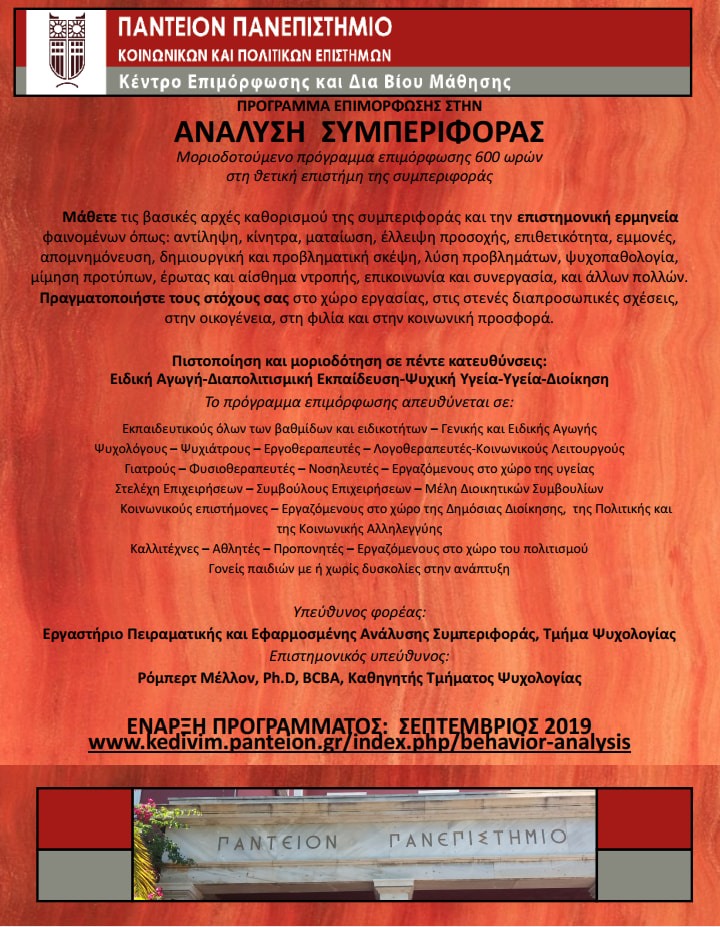 ΠΑΝΤΕΙΟΝ ΠΑΝΕΠΙΣΤΗΜΙΟ
ΚΟΙΝΩΝΙΚΩΝ ΚΑΙ ΠΟΛΙΤΙΚΩΝ ΕΠΙΣΤΗΜΩΝ
Κέντρο Επιμόρφωσης και Δια Βίου Μάθησης
ΠΡΟΓΡΑΜΜΑ ΕΠΙΜΟΡΦΩΣΗΣ ΣΤΗΝ
ΑΝΑΛΥΣΗ ΣΥΜΠΕΡΙΦΟΡΑΣ
Μοριοδοτούμενο πρόγραμμα επιμόρφωσης 600 ωρών
στη θετική επιστήμη της συμπεριφοράς
Μάθετε τις βασικές αρχές καθορισμού της συμπεριφοράς και την επιστημονική ερμηνεία
φαινομένων όπως: αντίληψη, κίνητρα, ματαίωση, έλλειψη προσοχής, επιθετικότητα, εμμονές,
απομνημόνευση, δημιουργική και προβληματική σκέψη, λύση προβλημάτων, ψυχοπαθολογία,
μίμηση προτύπων, έρωτας και αίσθημα ντροπής, επικοινωνία και συνεργασία, και άλλων πολλών.
Πραγματοποιήστε τους στόχους σας στο χώρο εργασίας, στις στενές διαπροσωπικές σχέσεις,
στην οικογένεια, στη φιλία και στην κοινωνική προσφορά.
Πιστοποίηση και μοριοδότηση σε πέντε κατευθύνσεις:
Ειδική Αγωγή-Διαπολιτισμική Εκπαίδευση-Ψυχική Υγεία-Υγεία-Διοίκηση
Το πρόγραμμα επιμόρφωσης απευθύνεται σε:
Εκπαιδευτικούς όλων των βαθμίδων και ειδικοτήτων – Γενικής και Ειδικής Αγωγής
Ψυχολόγους – Ψυχιάτρους – Εργοθεραπευτές – Λογοθεραπευτές-Κοινωνικούς Λειτουργούς
Γιατρούς – Φυσιοθεραπευτές – Νοσηλευτές – Εργαζόμενους στο χώρο της υγείας
Στελέχη Επιχειρήσεων – Συμβούλους Επιχειρήσεων – Μέλη Διοικητικών Συμβουλίων
Κοινωνικούς επιστήμονες – Εργαζόμενους στο χώρο της Δημόσιας Διοίκησης, της Πολιτικής και
της Κοινωνικής Αλληλεγγύης
Καλλιτέχνες – Αθλητές – Προπονητές – Εργαζόμενους στο χώρο του πολιτισμού
Γονείς παιδιών με ή χωρίς δυσκολίες στην ανάπτυξη
Υπεύθυνος φορέας:
Εργαστήριο Πειραματικής και Εφαρμοσμένης Ανάλυσης Συμπεριφοράς, Τμήμα Ψυχολογίας
Επιστημονικός υπεύθυνος:
Ρόμπερτ Μέλλον, Ph.D, BCBA, Καθηγητής Τμήματος Ψυχολογίας
ΕΝΑΡΞΗ ΠΡΟΓΡΑΜΜΑΤΟΣ: ΣΕΠΤΕΜΒΡΙΟΣ 2019
www.kedivim.panteion.gr/index.php/behavior-analysis
ΠΑΝΤΕΙΟΝ ΠΑΝΕΠΙΣΤΗΜΙΟ